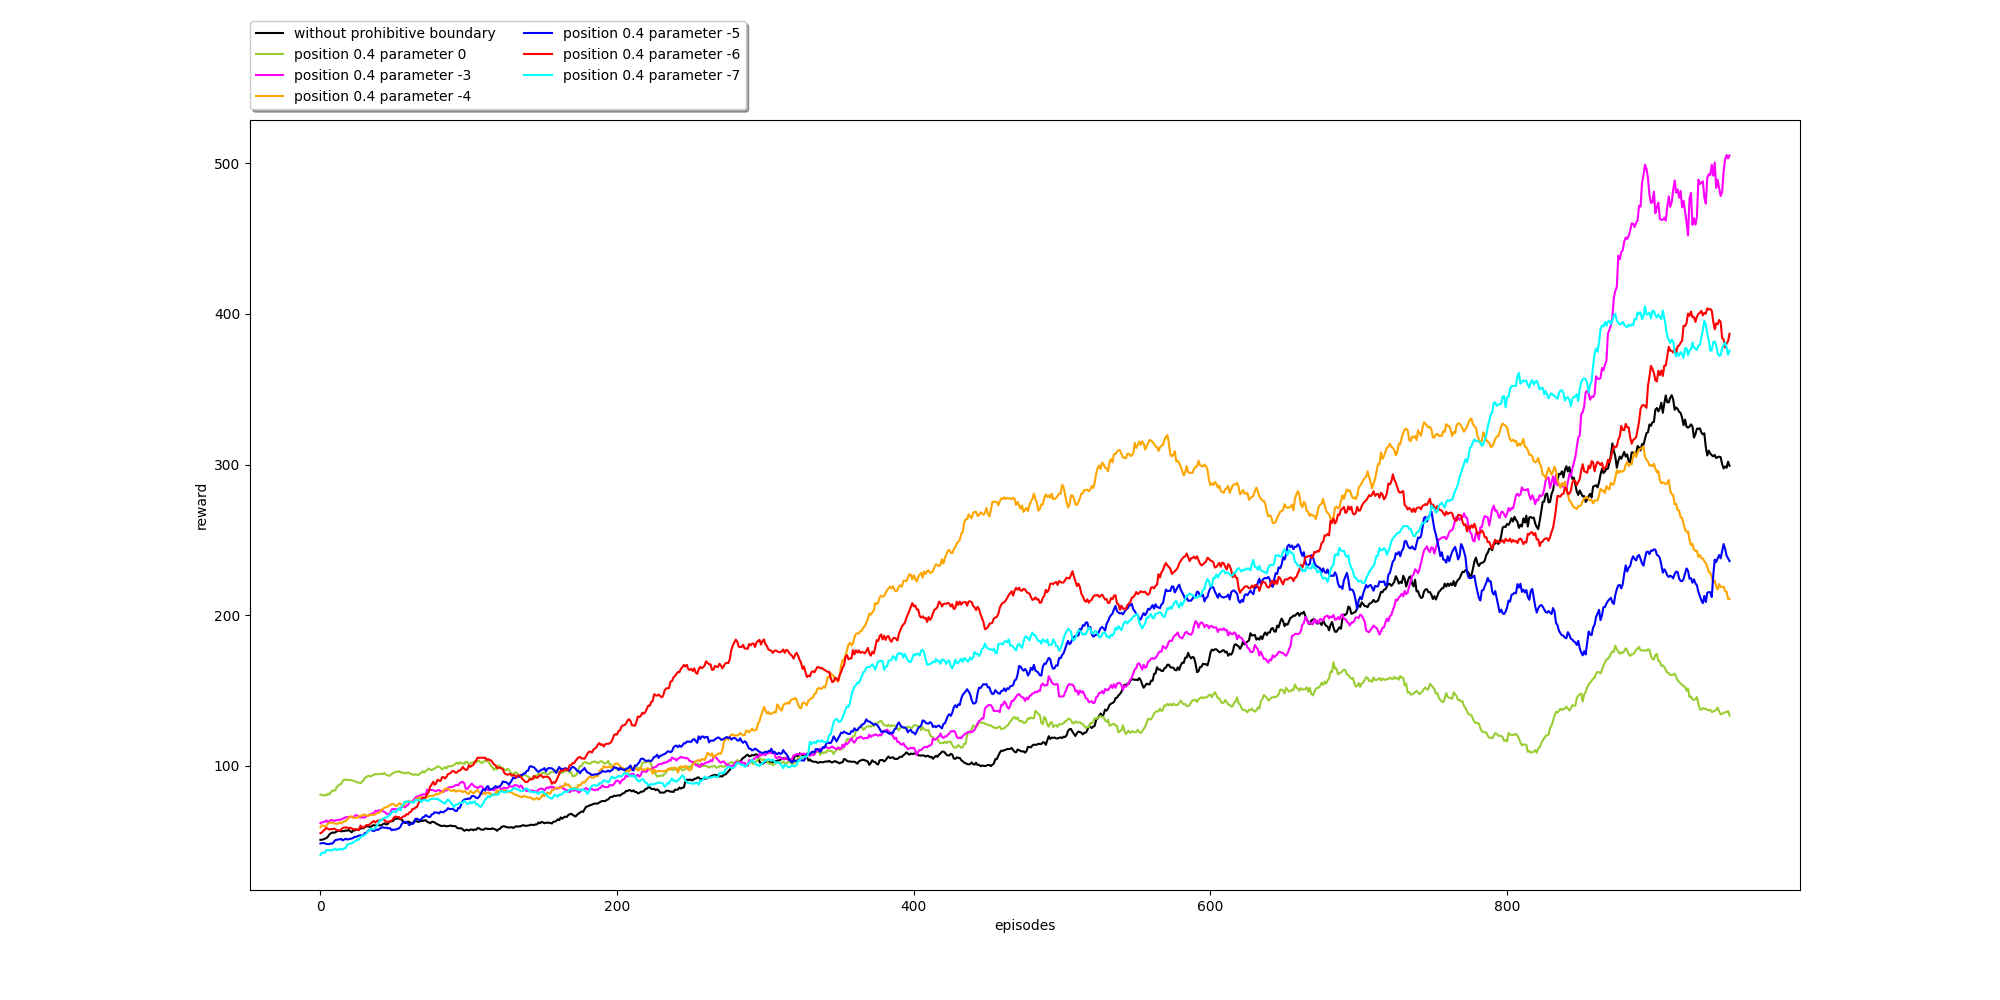 without prohibitive boundary
position 0.4 parameter 0
position 0.4 parameter -3
position 0.4 parameter -4
position 0.4 parameter -5
position 0.4 parameter -6
position 0.4 parameter -7
500
400
300
200
100
reward
0 200 400 600 800
episodes